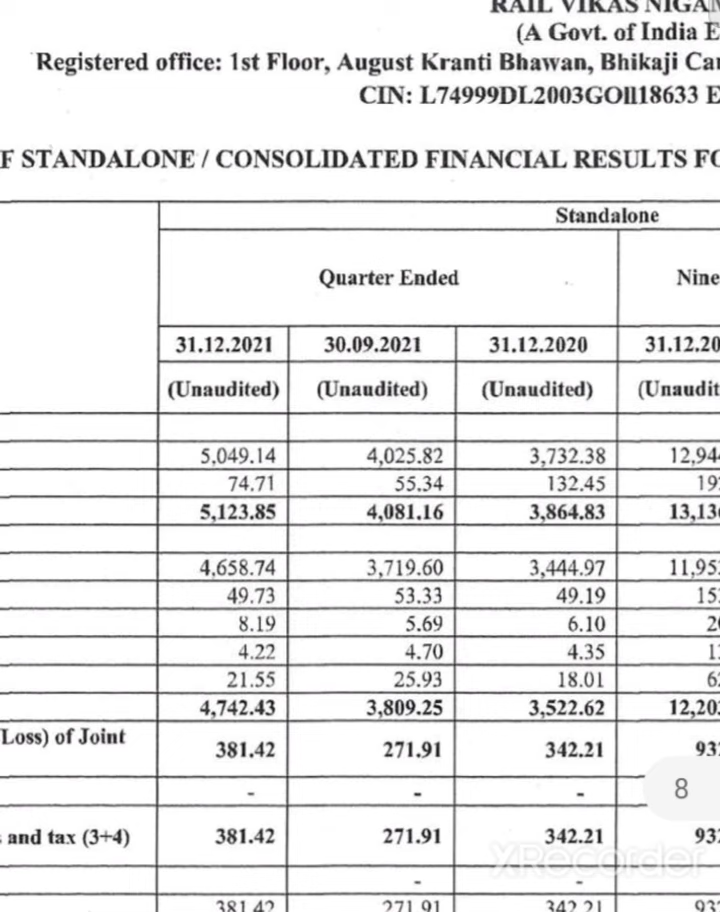 RAIL VIKAS NIGAM
(A Govt. of India E
Registered office: 1st Floor, August Kranti Bhawan, Bhikaji Ca
CIN: L74999DL2003GOI118633 E
F STANDALONE / CONSOLIDATED FINANCIAL RESULTS FO
Standalone
Quarter Ended Nine
31.12.2021 30.09.2021 31.12.2020 31.12.20
(Unaudited) (Unaudited) (Unaudited) (Unaudit
5,049.14 4,025.82 3,732.38 12,94
74.71 55.34 132.45 19
5,123.85 4,081.16 3,864.83 13,13
4,658.74 3,719.60 3,444.97 11,95
49.73 53.33 49.19 15
8.19 5.69 6.10 2
4.22 4.70 4.35 1
21.55 25.93 18.01 6
4,742.43 3,809.25 3,522.62 12,20
Loss) of Joint
381.42 271.91 342.21 93
- - -
8
and tax (3+4) 381.42 271.91 342.21 93
XRecorder
- -
381.42 271.91 342.21 93